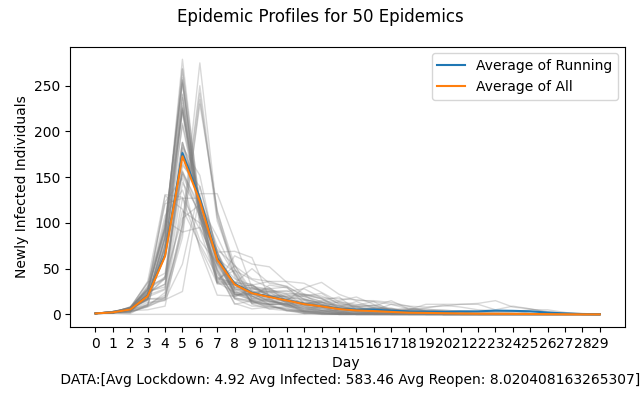 Epidemic Profiles for 50 Epidemics
Average of Running
Average of All
Newly Infected Individuals
250
200
150
100
50
0
0 1 2 3 4 5 6 7 8 9 10 11 12 13 14 15 16 17 18 19 20 21 22 23 24 25 26 27 28 29
Day
DATA:[Avg Lockdown: 4.92 Avg Infected: 583.46 Avg Reopen: 8.020408163265307]